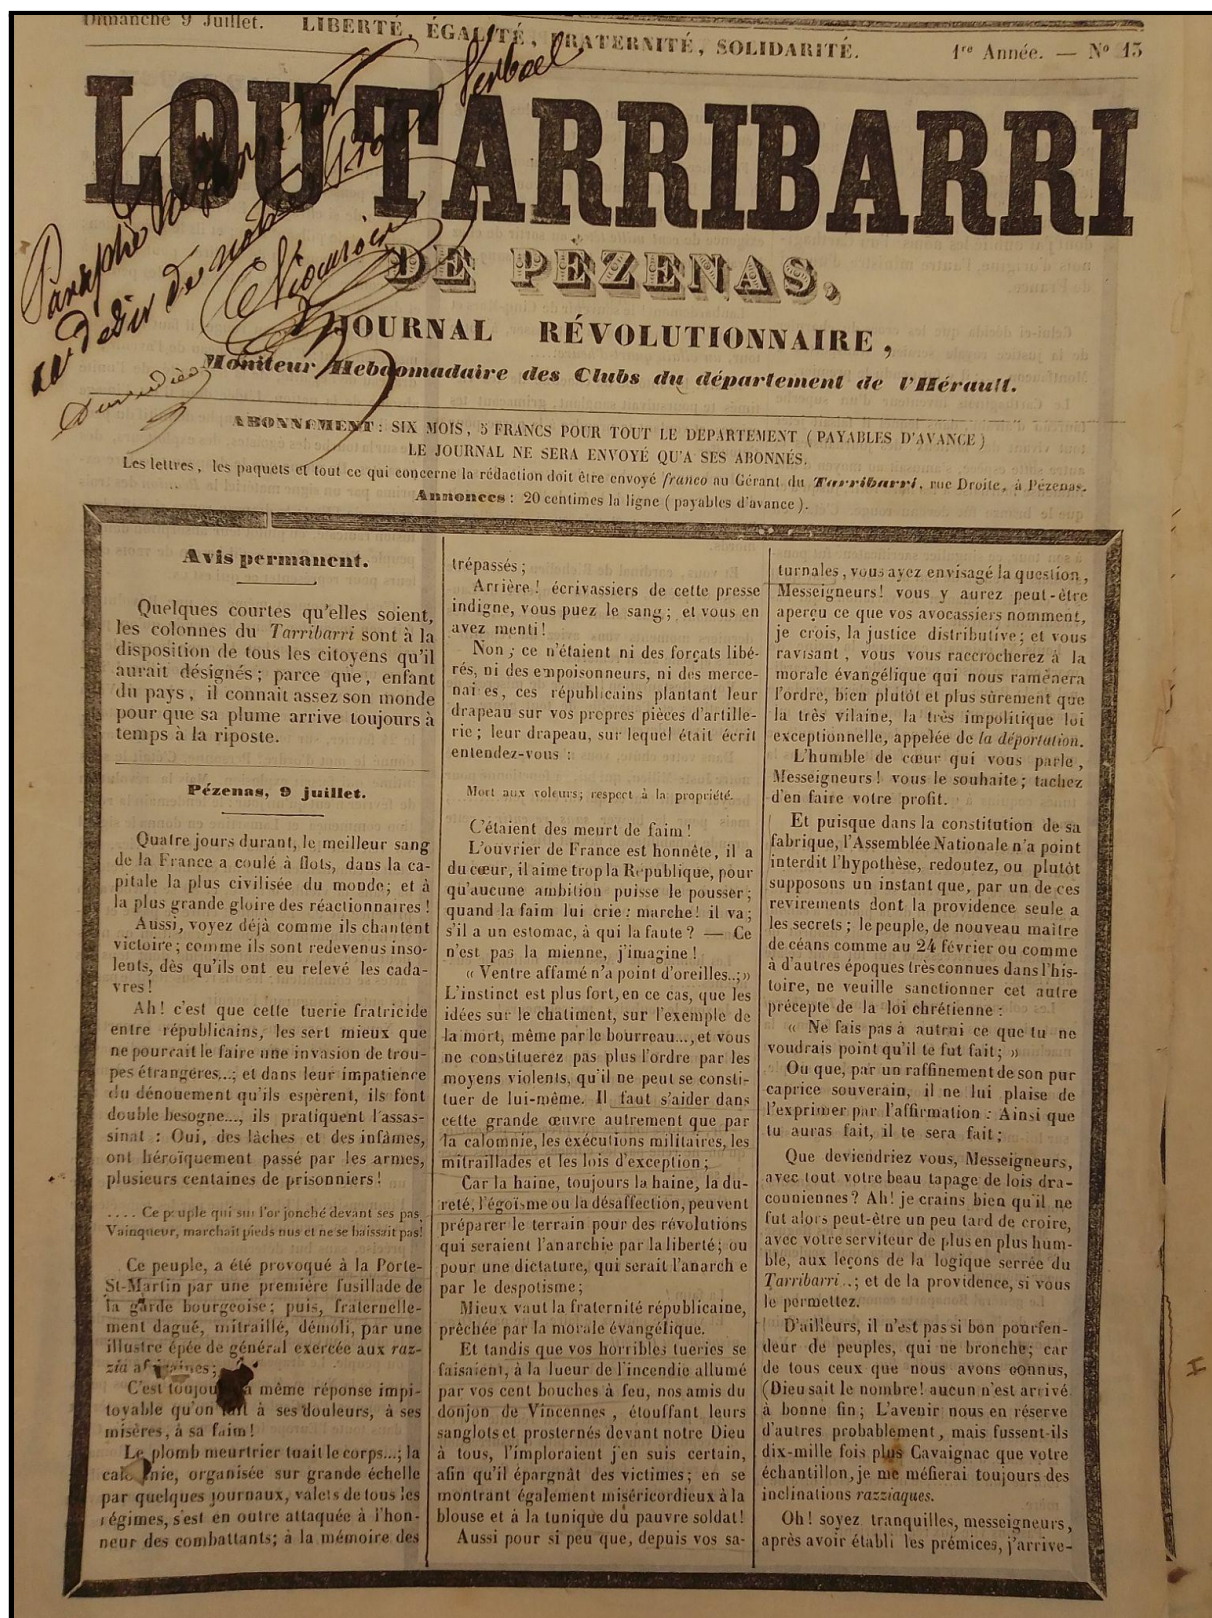 Dimanche 9 Juillet. LIBERTÉ, ÉGALITÉ, FRATERNITÉ, SOLIDARITÉ. 1re Année. — No 13
LOU TARRIBARRI
DE PÉZENAS,
JOURNAL RÉVOLUTIONNAIRE,
Moniteur Hebdomadaire des Clubs du département de l'Hérault.
Paraphé
au desir de notre Procès Verbael
ABONNEMENT : SIX MOIS, 5 FRANCS POUR TOUT LE DÉPARTEMENT (PAYABLES D'AVANCE)
LE JOURNAL NE SERA ENVOYÉ QU'A SES ABONNÉS.
Les lettres, les paquets et tout ce qui concerne la rédaction doit être envoyé franco au Gérant du Tarribarri, rue Droite, à Pézenas.
Annonces : 20 centimes la ligne (payables d'avance).
Avis permanent.
Quelques courtes qu'elles soient,
les colonnes du Tarribarri sont à la
disposition de tous les citoyens qu'il
aurait désignés; parce que, enfant
du pays, il connait assez son monde
pour que sa plume arrive toujours à
temps à la riposte.
Pézenas, 9 juillet.
Quatre jours durant, le meilleur sang
de la France a coulé à flots, dans la ca-
pitale la plus civilisée du monde; et à
la plus grande gloire des réactionnaires!
Aussi, voyez déjà comme ils chantent
victoire; comme ils sont redevenus inso-
lents, dès qu'ils ont eu relevé les cada-
vres!
Ah! c'est que cette tuerie fratricide
entre républicains, les sert mieux que
ne pourrait le faire une invasion de trou-
pes étrangères...; et dans leur impatience
du dénouement qu'ils espèrent, ils font
double besogne..., ils pratiquent l'assas-
sinat : Oui, des lâches et des infâmes,
ont héroïquement passé par les armes,
plusieurs centaines de prisonniers!
.... Ce peuple qui sur l'or jonché devant ses pas,
Vainqueur, marchait pieds nus et ne se baissait pas!
Ce peuple, a été provoqué à la Porte-
St-Martin par une première fusillade de
la garde bourgeoise; puis, fraternelle-
ment dagué, mitraillé, démoli, par une
illustre épée de général exercée aux raz-
zia africaines;
C'est toujours la même réponse impi-
toyable qu'on fait à ses douleurs, à ses
misères, à sa faim!
Le plomb meurtrier tuait le corps...; la
calomnie, organisée sur grande échelle
par quelques journaux, valets de tous les
régimes, s'est en outre attaquée à l'hon-
neur des combattants; à la mémoire des
trépassés;
Arrière! écrivassiers de cette presse
indigne, vous puez le sang; et vous en
avez menti!
Non; ce n'étaient ni des forçats libé-
rés, ni des empoisonneurs, ni des merce-
naires, ces républicains plantant leur
drapeau sur vos propres pièces d'artille-
rie; leur drapeau, sur lequel était écrit
entendez-vous :
Mort aux voleurs; respect à la propriété.
C'étaient des meurt de faim!
L'ouvrier de France est honnête, il a
du cœur, il aime trop la République, pour
qu'aucune ambition puisse le pousser;
quand la faim lui crie : marche! il va;
s'il a un estomac, à qui la faute? — Ce
n'est pas la mienne, j'imagine!
« Ventre affamé n'a point d'oreilles..;»
L'instinct est plus fort, en ce cas, que les
idées sur le chatiment, sur l'exemple de
la mort, même par le bourreau..., et vous
ne constituerez pas plus l'ordre par les
moyens violents, qu'il ne peut se consti-
tuer de lui-même. Il faut s'aider dans
cette grande œuvre autrement que par
la calomnie, les exécutions militaires, les
mitraillades et les lois d'exception;
Car la haine, toujours la haine, la du-
reté, l'égoïsme ou la désaffection, peuvent
préparer le terrain pour des révolutions
qui seraient l'anarchie par la liberté; ou
pour une dictature, qui serait l'anarch e
par le despotisme;
Mieux vaut la fraternité républicaine,
prêchée par la morale évangélique.
Et tandis que vos horribles tueries se
faisaient, à la lueur de l'incendie allumé
par vos cent bouches à feu, nos amis du
donjon de Vincennes, étouffant leurs
sanglots et prosternés devant notre Dieu
à tous, l'imploraient j'en suis certain,
afin qu'il épargnât des victimes; en se
montrant également miséricordieux à la
blouse et à la tunique du pauvre soldat!
Aussi pour si peu que, depuis vos sa-
turnales, vous ayez envisagé la question,
Messeigneurs! vous y aurez peut-être
aperçu ce que vos avocassiers nomment,
je crois, la justice distributive; et vous
ravisant, vous vous raccrocherez à la
morale évangélique qui nous ramènera
l'ordre, bien plutôt et plus sûrement que
la très vilaine, la très impolitique loi
exceptionnelle, appelée de la déportation.
L'humble de cœur qui vous parle,
Messeigneurs! vous le souhaite; tachez
d'en faire votre profit.
Et puisque dans la constitution de sa
fabrique, l'Assemblée Nationale n'a point
interdit l'hypothèse, redoutez, ou plutôt
supposons un instant que, par un de ces
revirements dont la providence seule a
les secrets; le peuple, de nouveau maître
de céans comme au 24 février ou comme
à d'autres époques très connues dans l'his-
toire, ne veuille sanctionner cet autre
précepte de la loi chrétienne :
« Ne fais pas à autrui ce que tu ne
voudrais point qu'il te fut fait; »
Ou que, par un raffinement de son pur
caprice souverain, il ne lui plaise de
l'exprimer par l'affirmation : Ainsi que
tu auras fait, il te sera fait;
Que deviendriez vous, Messeigneurs,
avec tout votre beau tapage de lois dra-
couniennes? Ah! je crains bien qu'il ne
fut alors peut-être un peu tard de croire,
avec votre serviteur de plus en plus hum-
ble, aux leçons de la logique serrée du
Tarribarri..; et de la providence, si vous
le permettez.
D'ailleurs, il n'est pas si bon pourfen-
deur de peuples, qui ne bronche; car
de tous ceux que nous avons connus,
(Dieu sait le nombre! aucun n'est arrivé
à bonne fin; L'avenir nous en réserve
d'autres probablement, mais fussent-ils
dix-mille fois plus Cavaignac que votre
échantillon, je me méfierai toujours des
inclinations razziaques.
Oh! soyez tranquilles, messeigneurs,
après avoir établi les prémices, j'arrive-